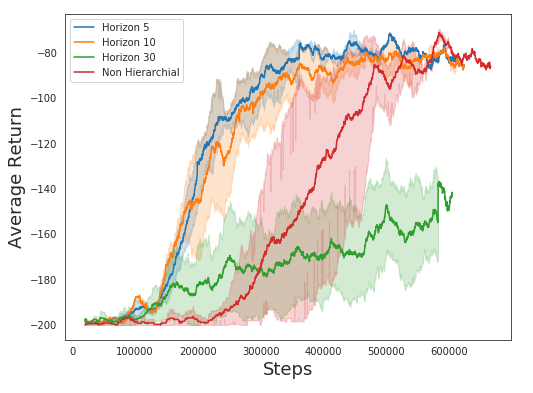 Horizon 5
Horizon 10
Horizon 30
Non Hierarchial
−80
−100
−120
−140
−160
−180
−200
Average Return
0 100000 200000 300000 400000 500000 600000
Steps